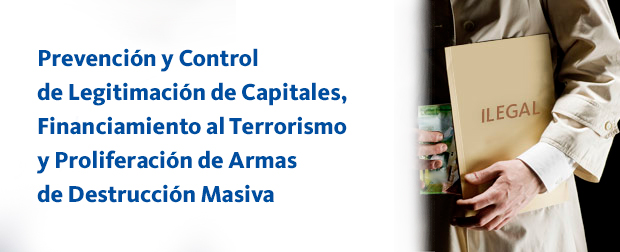 Prevención y Control
de Legitimación de Capitales,
Financiamiento al Terrorismo
y Proliferación de Armas
de Destrucción Masiva
ILEGAL